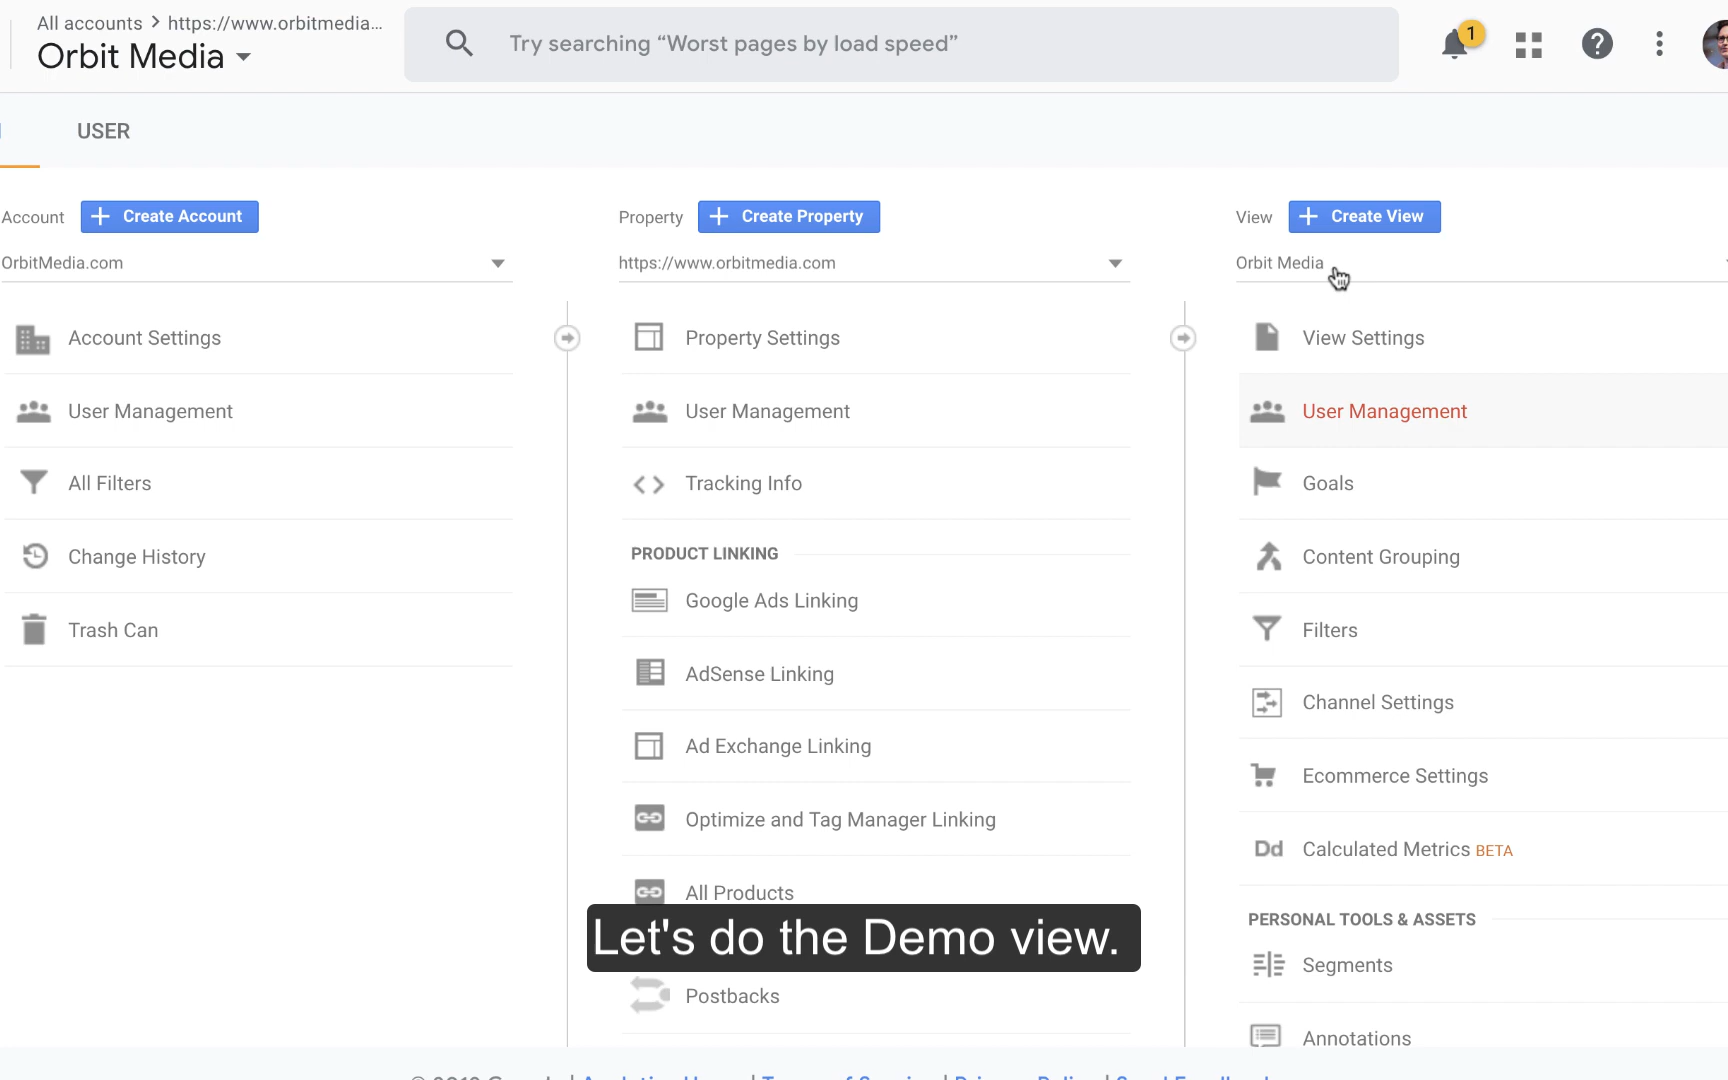 All accounts > https://www.orbitmedia...
Orbit Media
Try searching “Worst pages by load speed”
1
USER
Account
+ Create Account
OrbitMedia.com
Account Settings
User Management
All Filters
Change History
Trash Can
Property
+ Create Property
https://www.orbitmedia.com
Property Settings
User Management
Tracking Info
PRODUCT LINKING
Google Ads Linking
AdSense Linking
Ad Exchange Linking
Optimize and Tag Manager Linking
All Products
Postbacks
View
+ Create View
Orbit Media
View Settings
User Management
Goals
Content Grouping
Filters
Channel Settings
Ecommerce Settings
Dd Calculated Metrics BETA
PERSONAL TOOLS & ASSETS
Segments
Annotations
Let's do the Demo view.